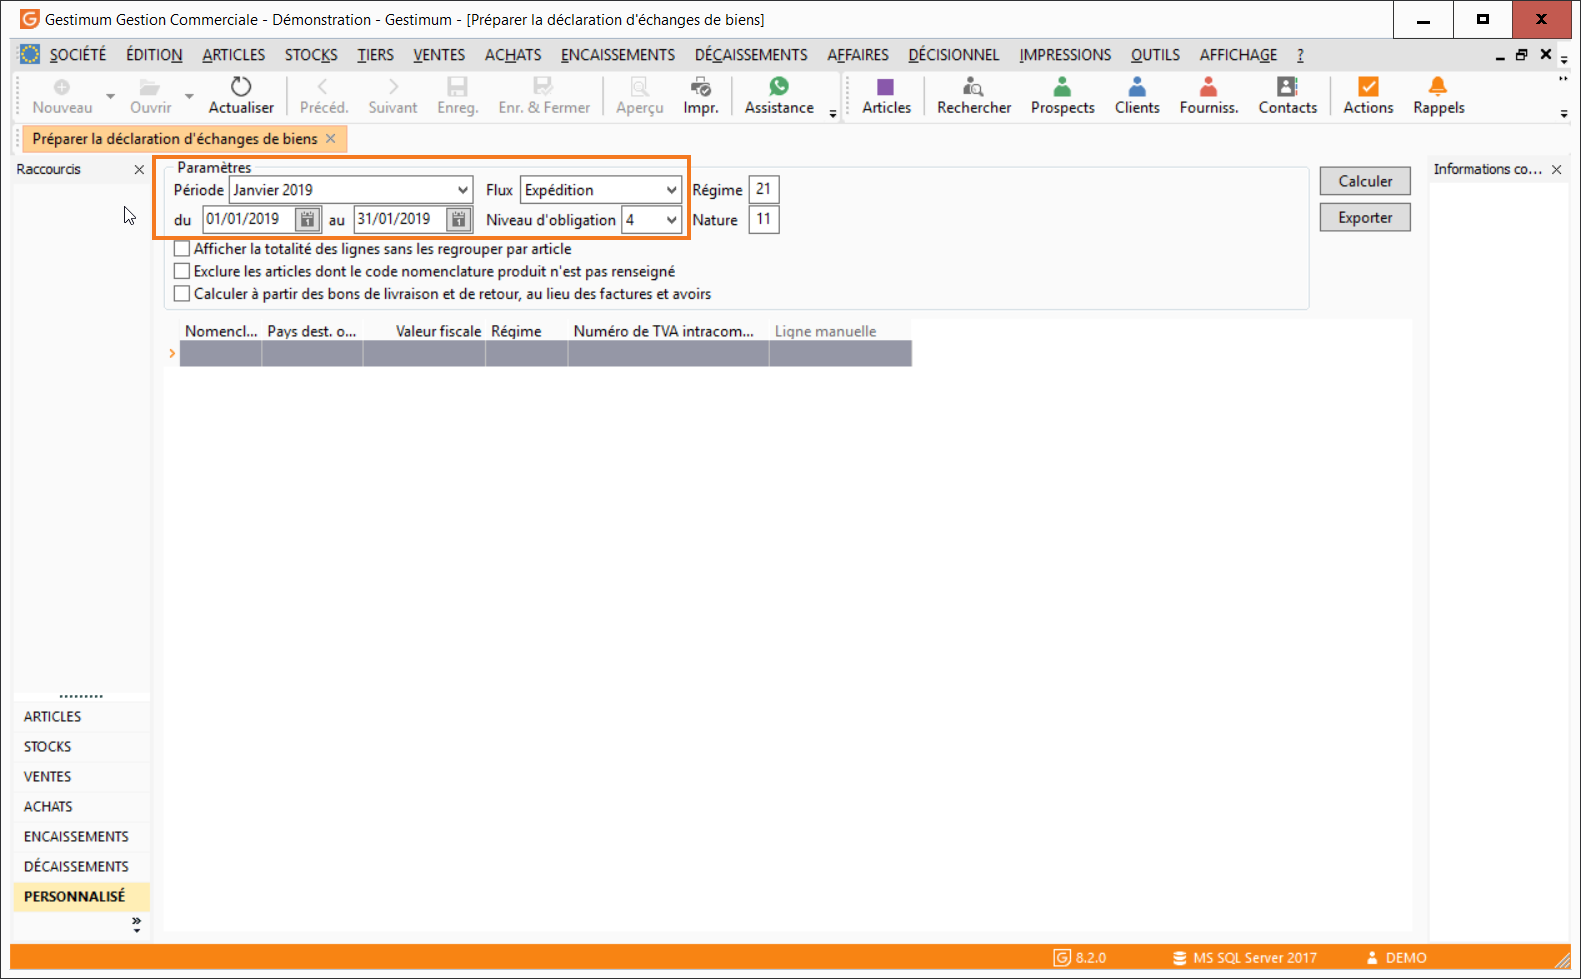 Gestimum Gestion Commerciale - Démonstration - Gestimum - [Préparer la déclaration d'échanges de biens]
SOCIÉTÉ ÉDITION ARTICLES STOCKS TIERS VENTES ACHATS ENCAISSEMENTS DÉCAISSEMENTS AFFAIRES DÉCISIONNEL IMPRESSIONS OUTILS AFFICHAGE ?
Nouveau Ouvrir Actualiser Précéd. Suivant Enreg. Enr. & Fermer Aperçu Impr. Assistance Articles Rechercher Prospects Clients Fourniss. Contacts Actions Rappels
Préparer la déclaration d'échanges de biens
Raccourcis
Paramètres
Informations co...
Période Janvier 2019 Flux Expédition Régime 21
Calculer
du 01/01/2019 au 31/01/2019 Niveau d'obligation 4 Nature 11
Exporter
Afficher la totalité des lignes sans les regrouper par article
Exclure les articles dont le code nomenclature produit n'est pas renseigné
Calculer à partir des bons de livraison et de retour, au lieu des factures et avoirs
Nomencl... Pays dest. o... Valeur fiscale Régime Numéro de TVA intracom... Ligne manuelle
ARTICLES
STOCKS
VENTES
ACHATS
ENCAISSEMENTS
DÉCAISSEMENTS
PERSONNALISÉ
8.2.0 MS SQL Server 2017 DEMO